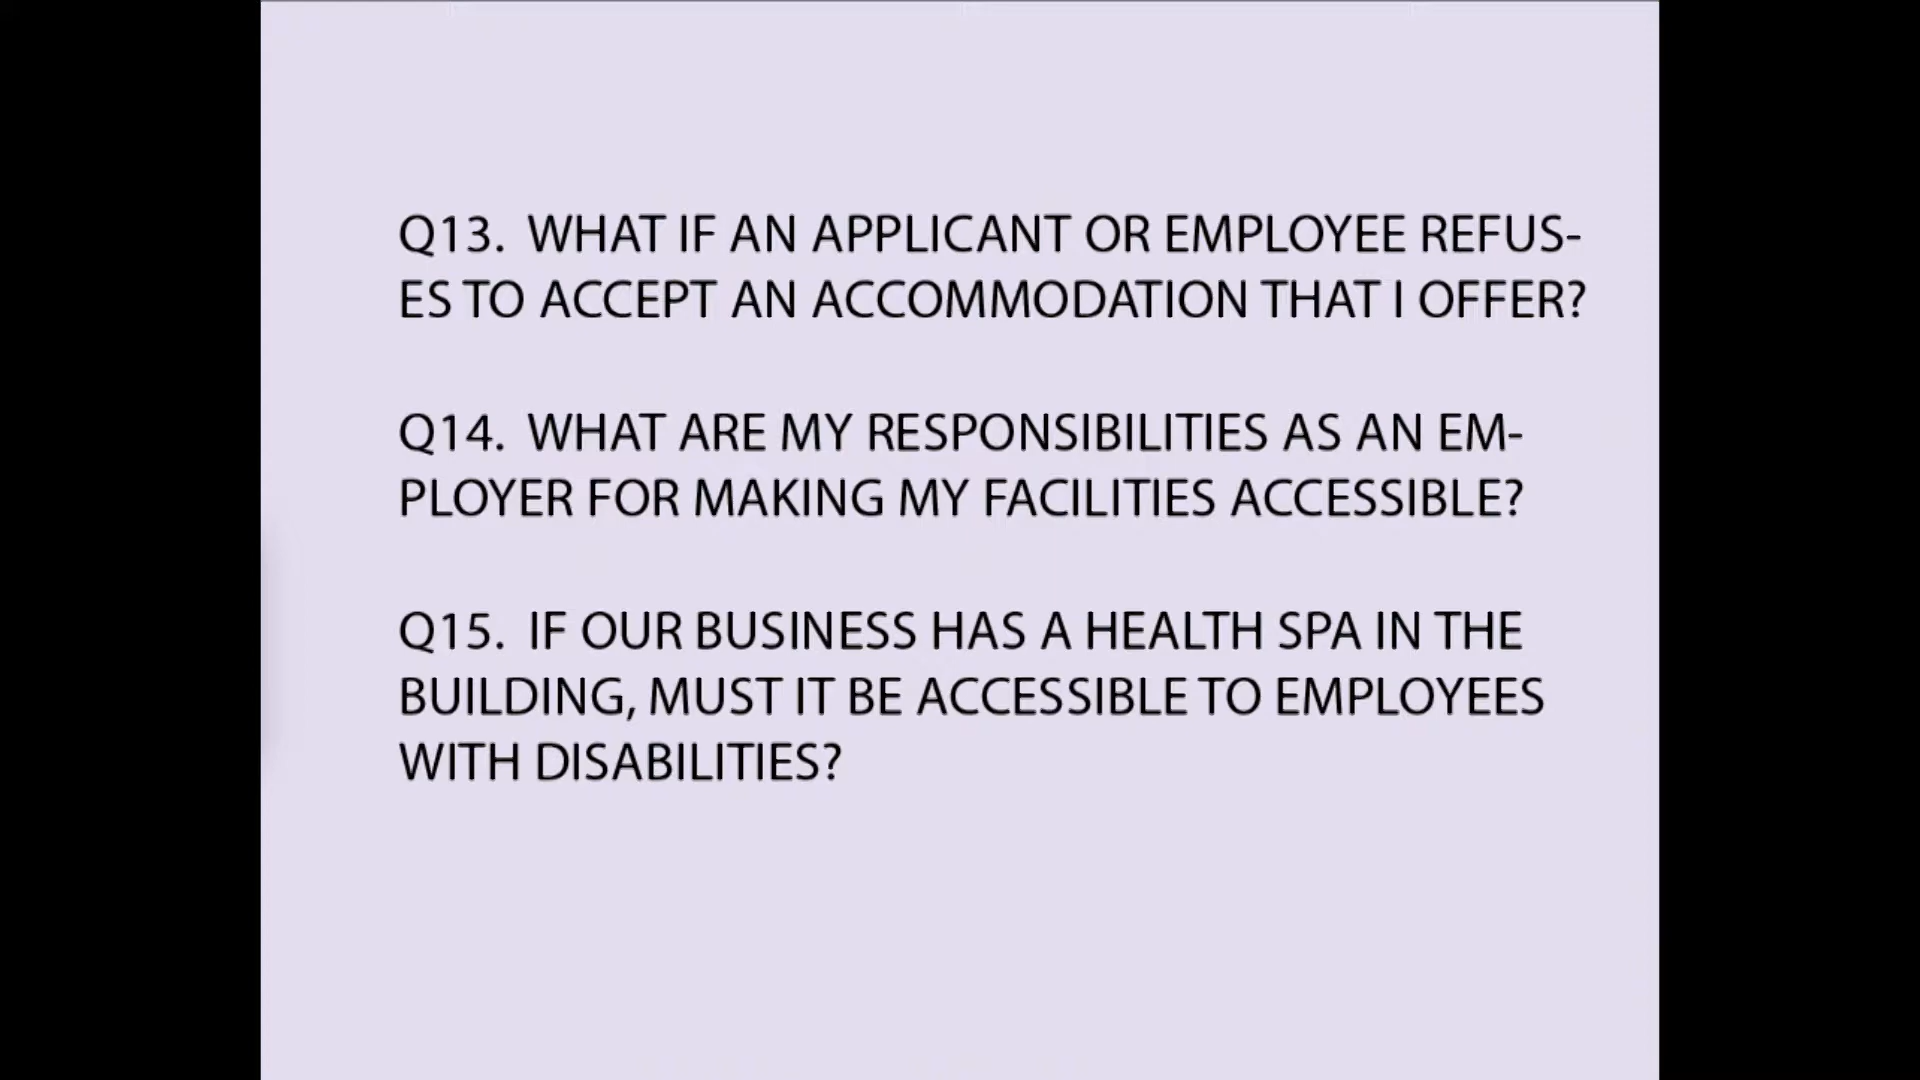 Q13.  WHAT IF AN APPLICANT OR EMPLOYEE REFUS-
ES TO ACCEPT AN ACCOMMODATION THAT I OFFER?
Q14.  WHAT ARE MY RESPONSIBILITIES AS AN EM-
PLOYER FOR MAKING MY FACILITIES ACCESSIBLE?
Q15.  IF OUR BUSINESS HAS A HEALTH SPA IN THE
BUILDING, MUST IT BE ACCESSIBLE TO EMPLOYEES
WITH DISABILITIES?